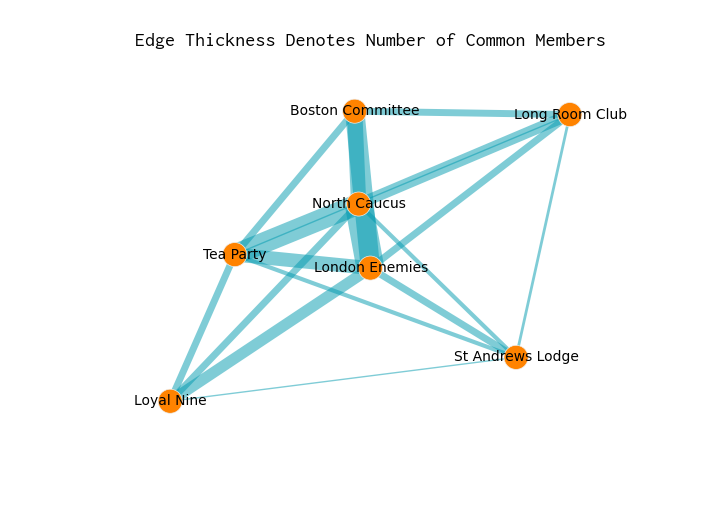 Edge Thickness Denotes Number of Common Members
Boston Committee
Long Room Club
North Caucus
Tea Party
London Enemies
St Andrews Lodge
Loyal Nine